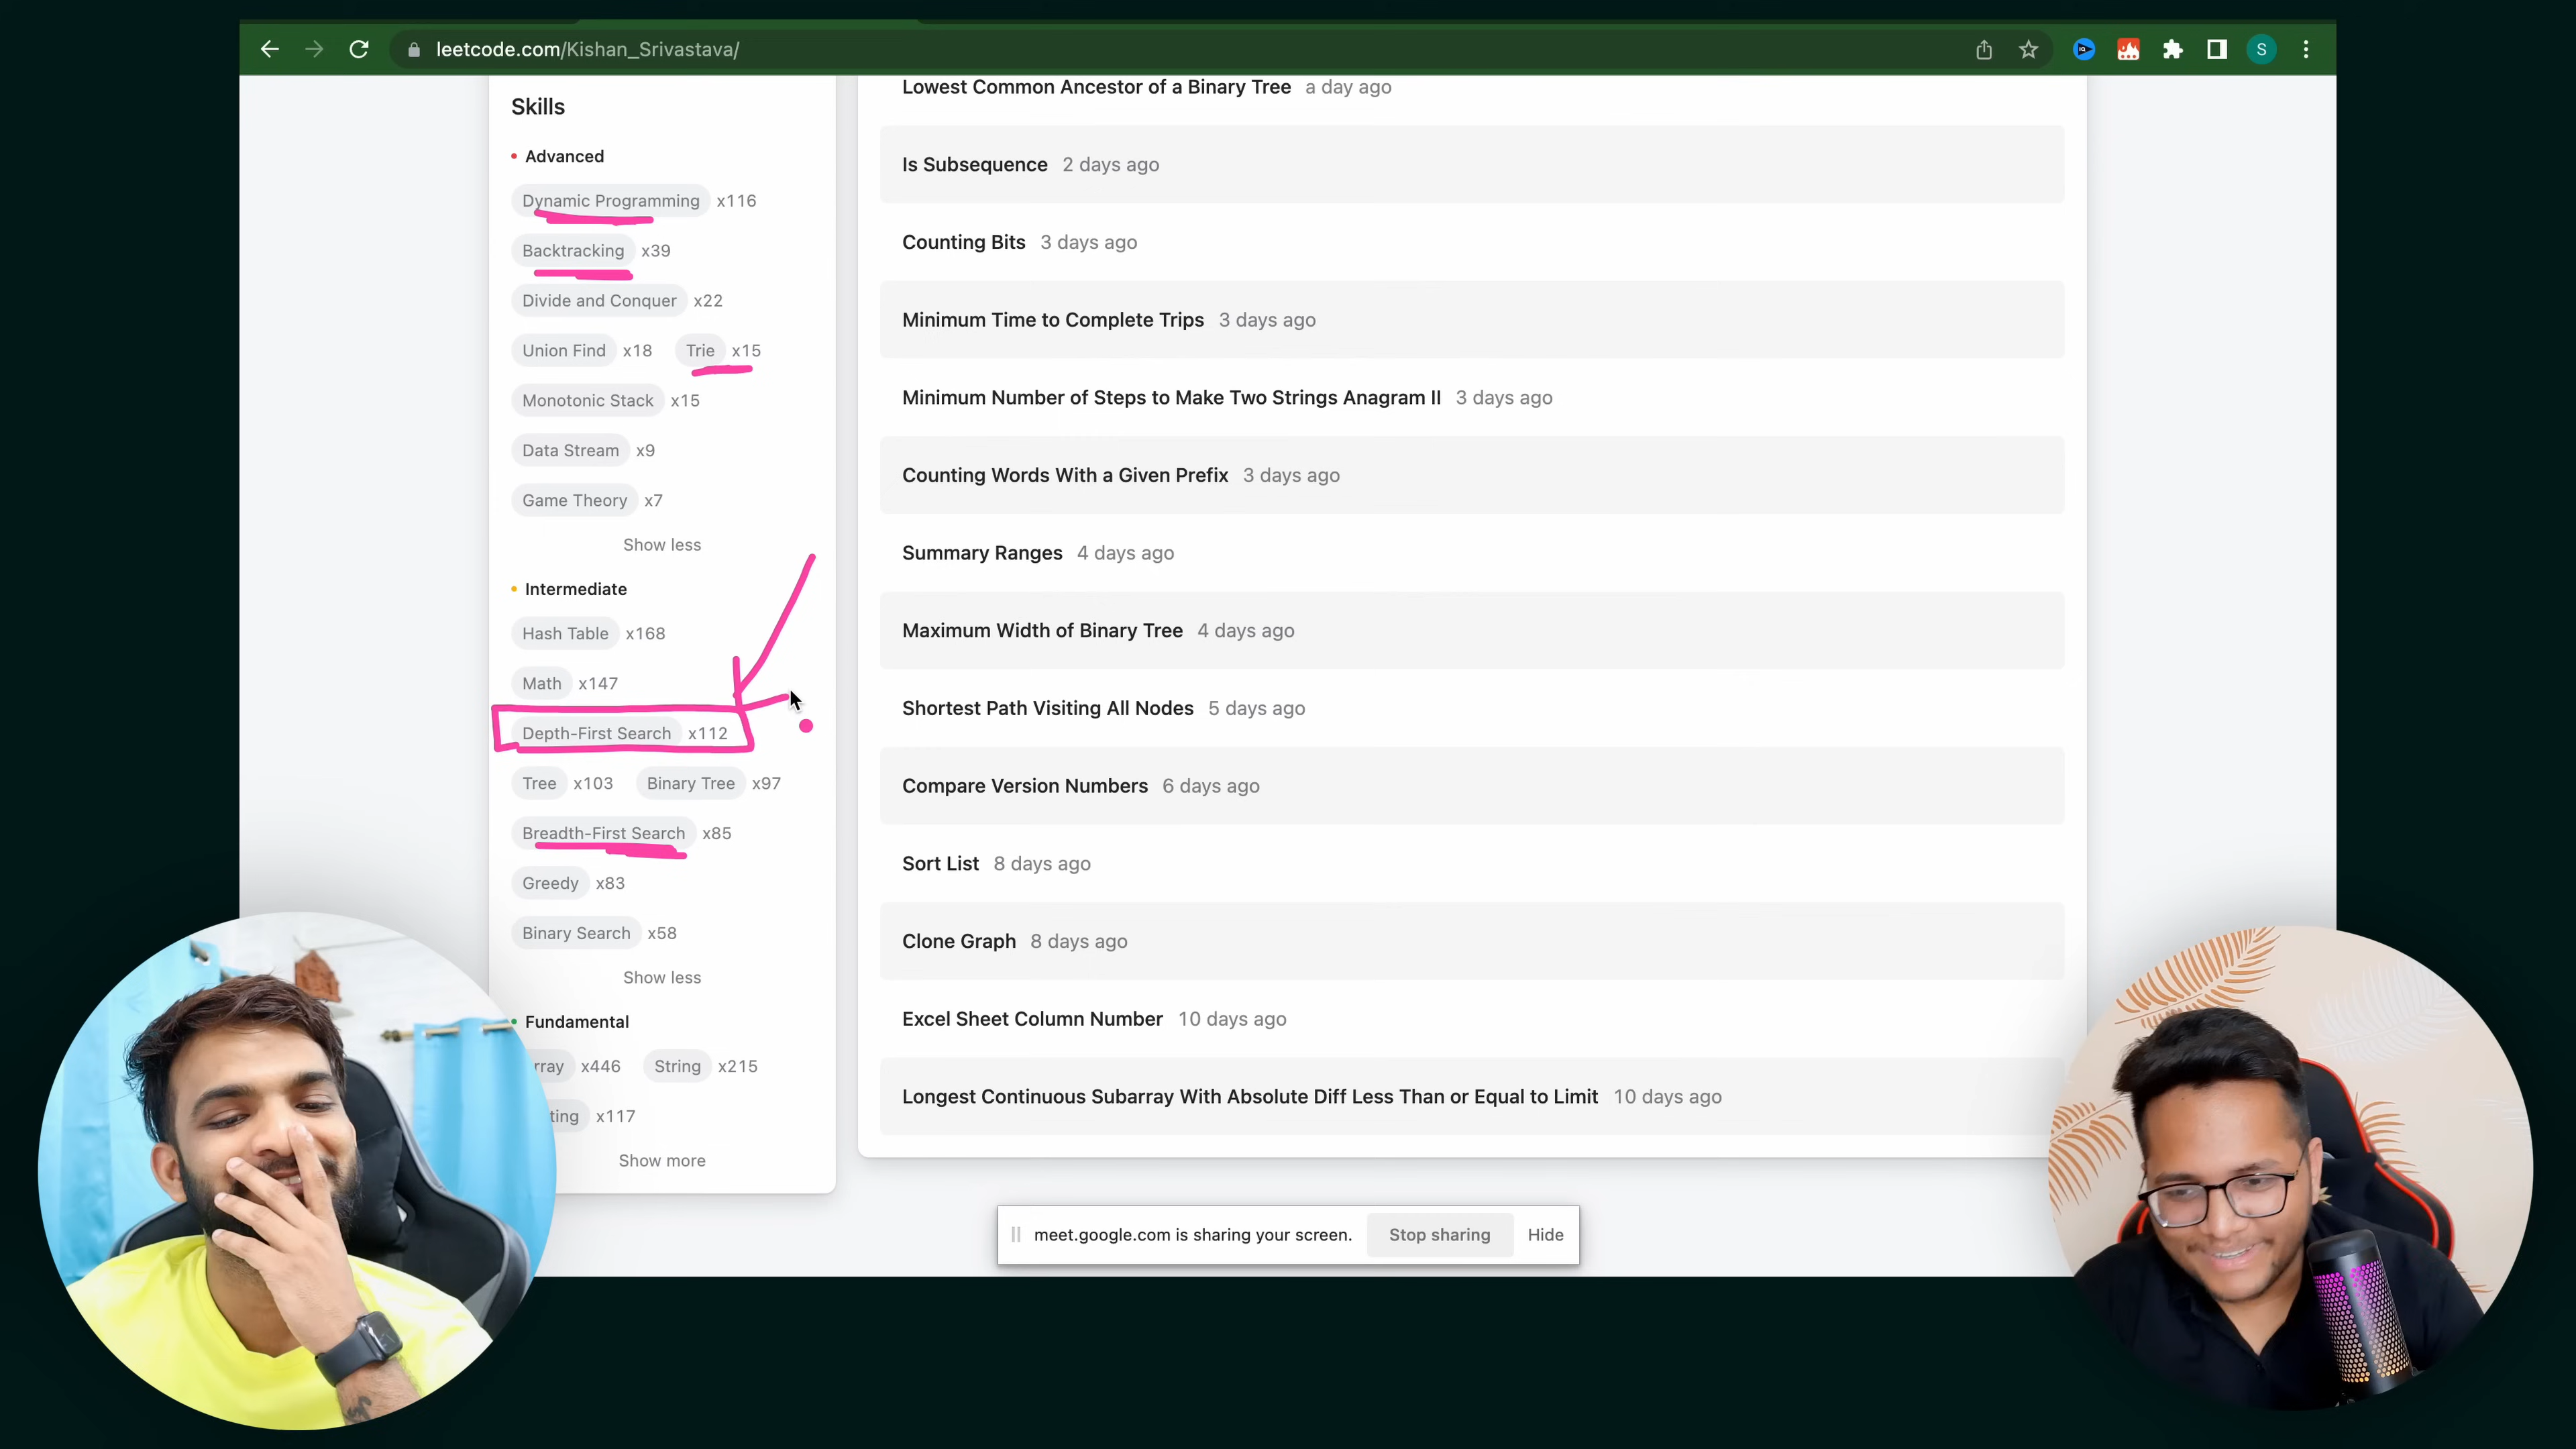 leetcode.com/Kishan_Srivastava/
S
Skills
Advanced
Dynamic Programming x116
Backtracking x39
Divide and Conquer x22
Union Find x18 Trie x15
Monotonic Stack x15
Data Stream x9
Game Theory x7
Show less
Intermediate
Hash Table x168
Math x147
Depth-First Search x112
Tree x103 Binary Tree x97
Breadth-First Search x85
Greedy x83
Binary Search x58
Show less
Fundamental
rray x446 String x215
ting x117
Show more
Lowest Common Ancestor of a Binary Tree a day ago
Is Subsequence 2 days ago
Counting Bits 3 days ago
Minimum Time to Complete Trips 3 days ago
Minimum Number of Steps to Make Two Strings Anagram II 3 days ago
Counting Words With a Given Prefix 3 days ago
Summary Ranges 4 days ago
Maximum Width of Binary Tree 4 days ago
Shortest Path Visiting All Nodes 5 days ago
Compare Version Numbers 6 days ago
Sort List 8 days ago
Clone Graph 8 days ago
Excel Sheet Column Number 10 days ago
Longest Continuous Subarray With Absolute Diff Less Than or Equal to Limit 10 days ago
meet.google.com is sharing your screen. Stop sharing Hide